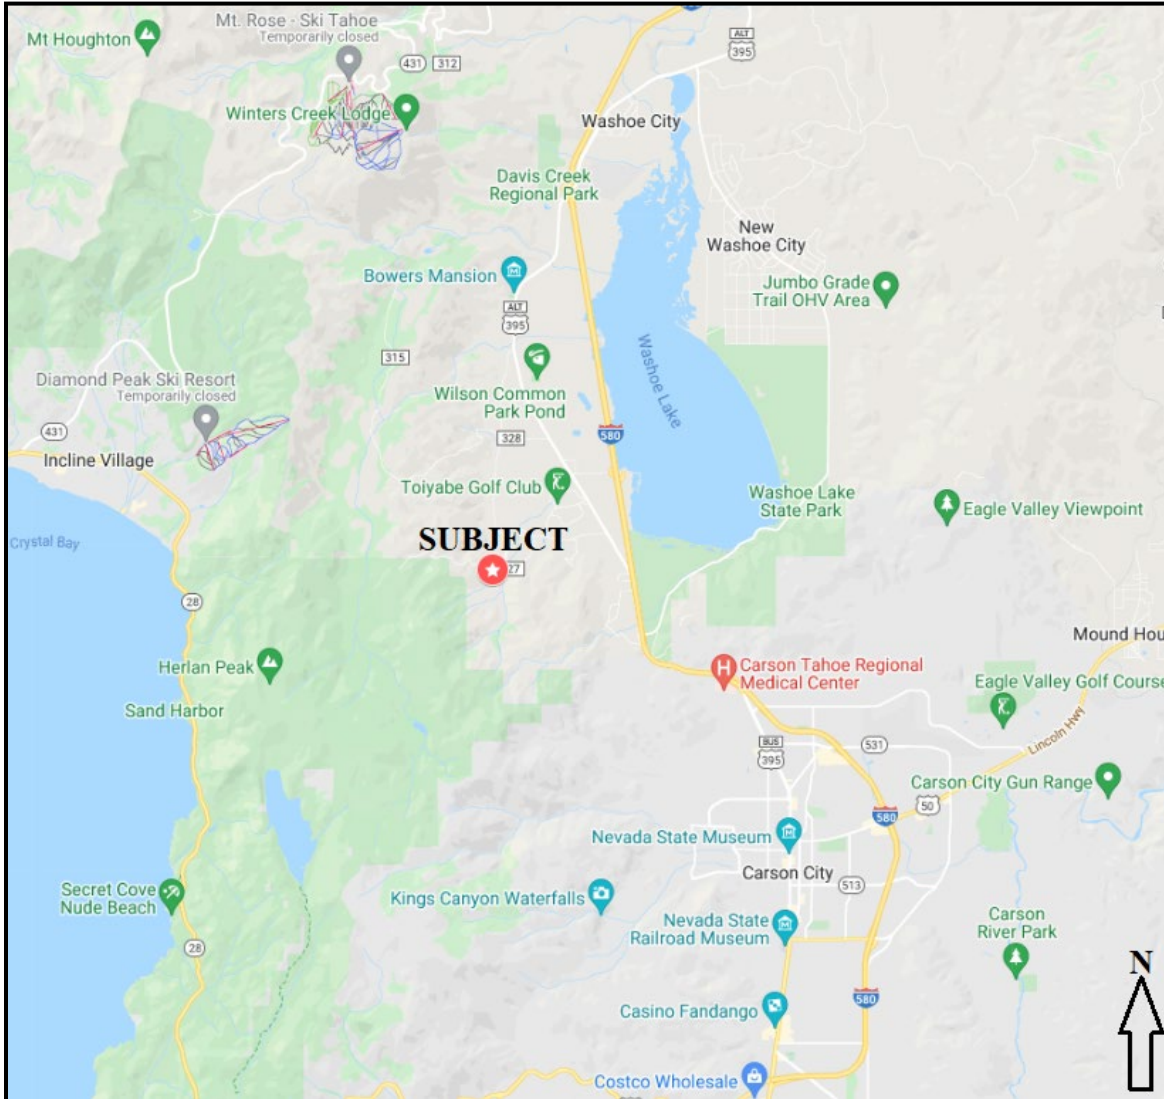 Mt. Rose - Ski Tahoe
Temporarily closed
Mt Houghton
431
312
ALT
395
Winters Creek Lodge
Washoe City
Davis Creek
Regional Park
New
Washoe City
Bowers Mansion
Jumbo Grade
Trail OHV Area
ALT
395
315
Washoe Lake
Diamond Peak Ski Resort
Temporarily closed
Wilson Common
Park Pond
431
328
580
Incline Village
Toiyabe Golf Club
Washoe Lake
State Park
Eagle Valley Viewpoint
Crystal Bay
SUBJECT
27
28
Mound Hou
Herlan Peak
Carson Tahoe Regional
Medical Center
Eagle Valley Golf Course
Sand Harbor
BUS
395
531
Lincoln Hwy
Carson City Gun Range
50
580
Nevada State Museum
Carson City
513
Secret Cove
Nude Beach
Kings Canyon Waterfalls
Nevada State
Railroad Museum
Carson
River Park
28
N
580
Casino Fandango
Costco Wholesale